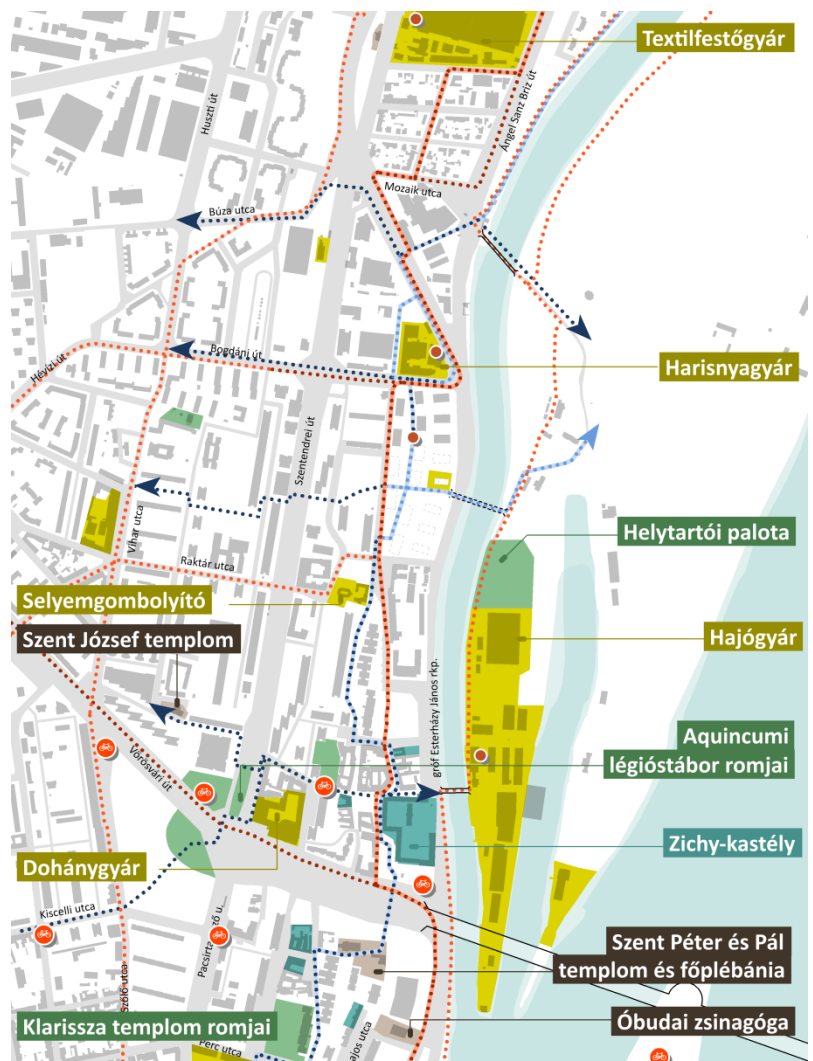 Textilfestőgyár
Huszti út
Ángel Sanz Briz út
Mozaik utca
Búza utca
Bogdáni út
Hévízi út
Harisnyagyár
Szentendrei út
Vihar utca
Helytartói palota
Raktár utca
Selyemgombolyító
Szent József templom
Hajógyár
gróf Esterházy János rkp.
Aquincumi
légióstábor romjai
Vörösvári út
Zichy-kastély
Dohánygyár
Kiscelli utca
Szent Péter és Pál
templom és főplébánia
Szőlő utca
Klarissza templom romjai
Óbudai zsinagóga
Perc utca